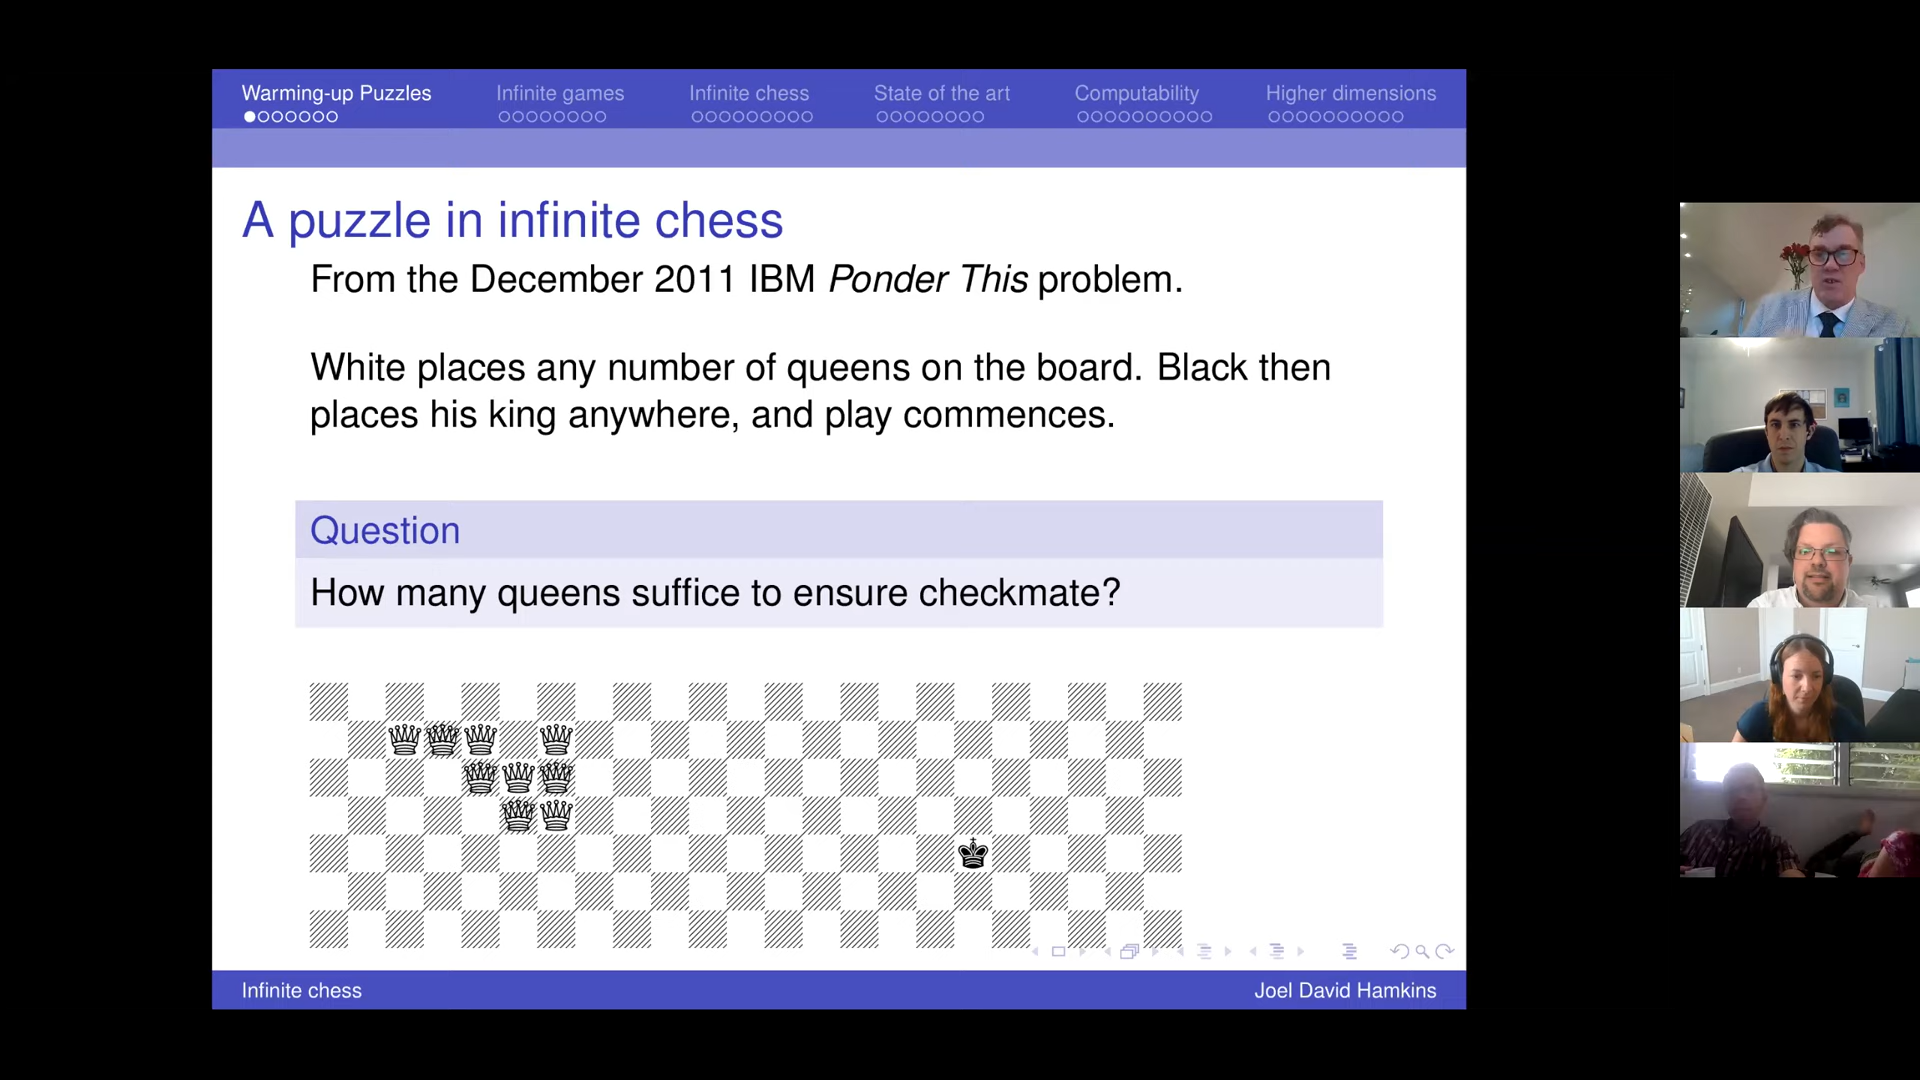 Warming-up Puzzles Infinite games Infinite chess State of the art Computability Higher dimensions
A puzzle in infinite chess
From the December 2011 IBM Ponder This problem.
White places any number of queens on the board. Black then
places his king anywhere, and play commences.
Question
How many queens suffice to ensure checkmate?
Infinite chess Joel David Hamkins